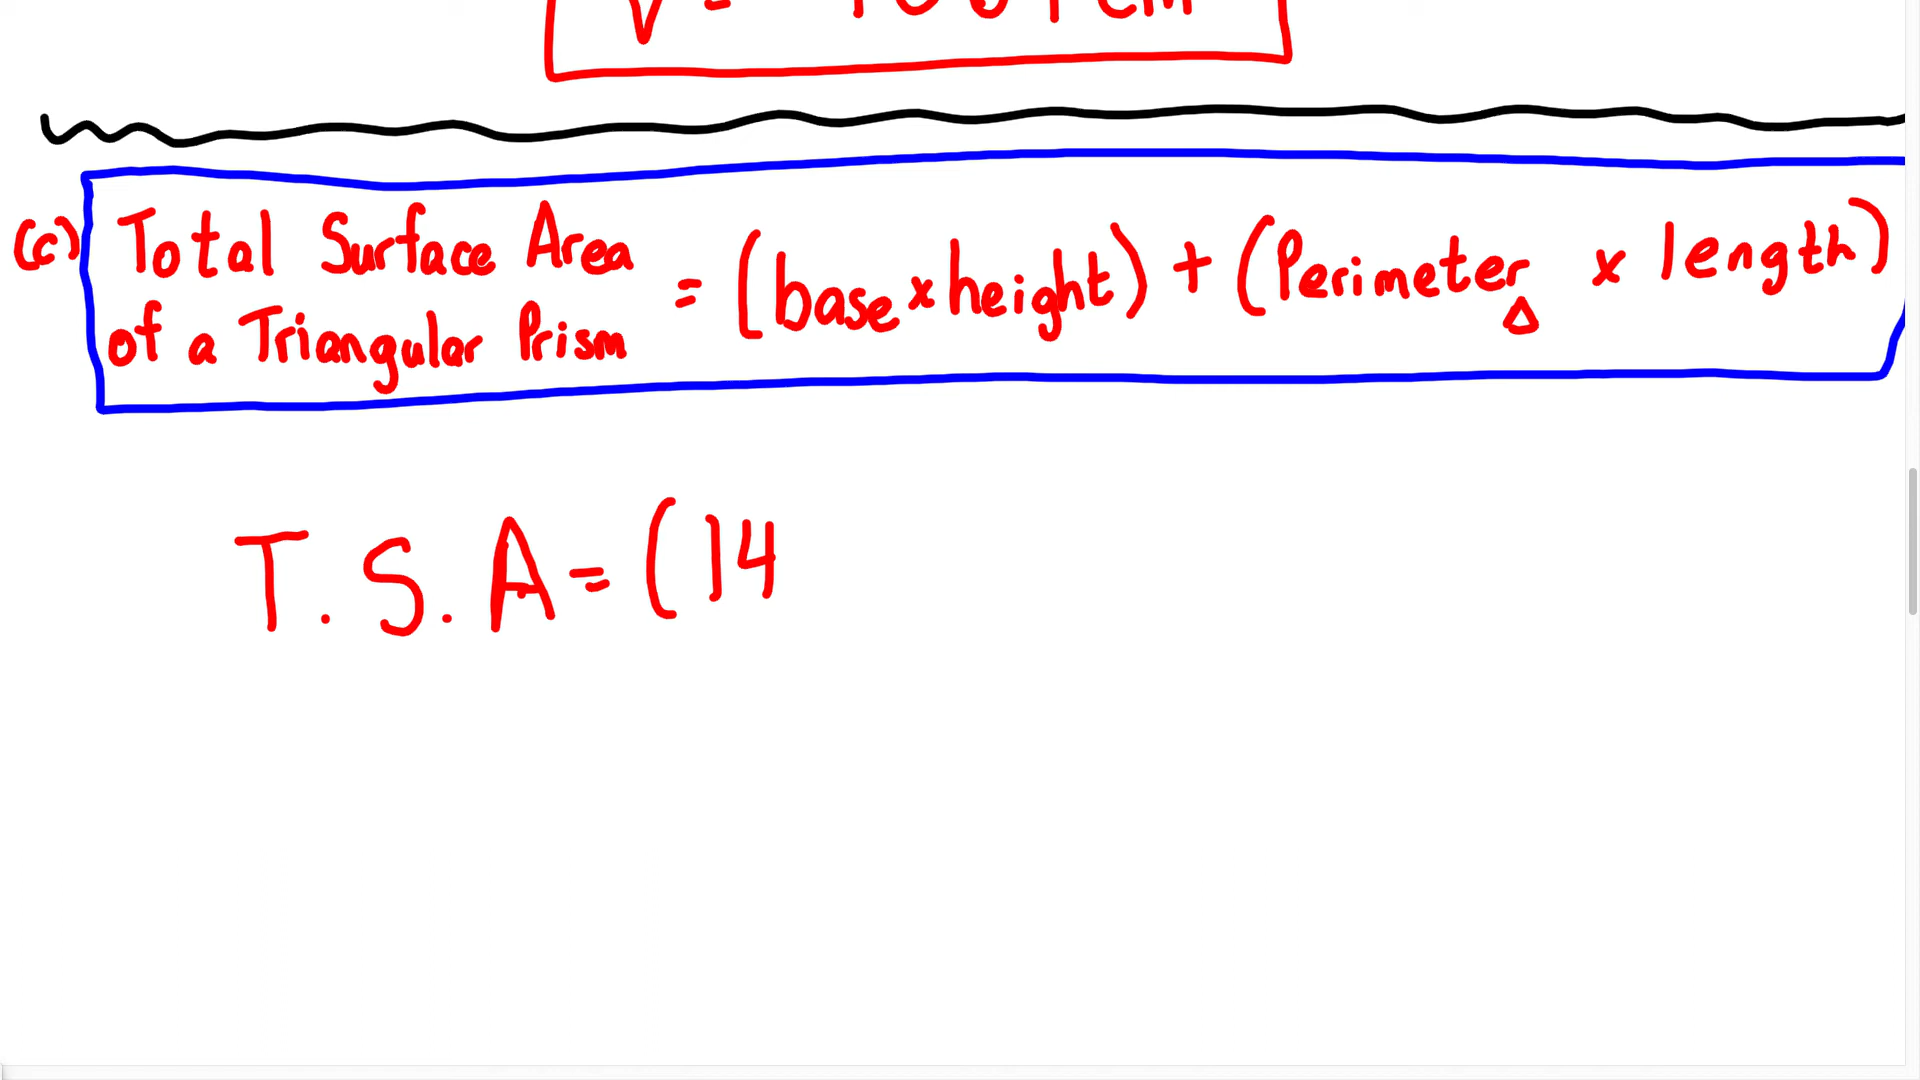 (c) Total Surface Area
of a Triangular Prism = (base x height) + (Perimeter Δ x length)
T.S.A = (14